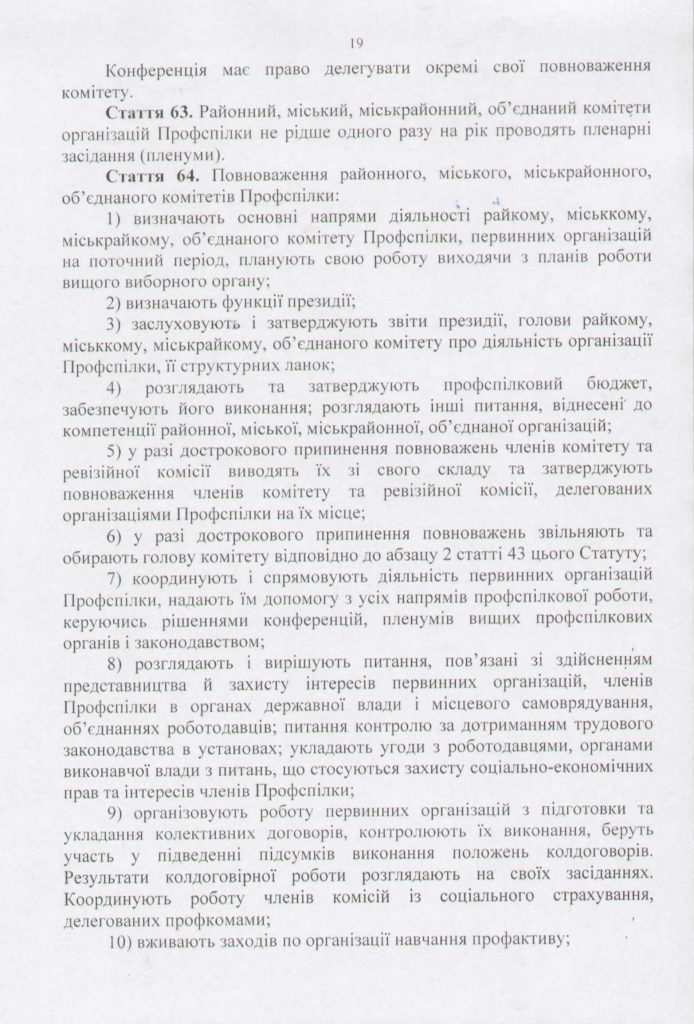 19
Конференція має право делегувати окремі свої повноваження
комітету.
Стаття 63. Районний, міський, міськрайонний, об’єднаний комітети
організацій Профспілки не рідше одного разу на рік проводять пленарні
засідання (пленуми).
Стаття 64. Повноваження районного, міського, міськрайонного,
об’єднаного комітетів Профспілки:
1) визначають основні напрями діяльності райкому, міськкому,
міськрайкому, об’єднаного комітету Профспілки, первинних організацій
на поточний період, планують свою роботу виходячи з планів роботи
вищого виборного органу;
2) визначають функції президії;
3) заслуховують і затверджують звіти президії, голови райкому,
міськкому, міськрайкому, об’єднаного комітету про діяльність організації
Профспілки, її структурних ланок;
4) розглядають та затверджують профспілковий бюджет,
забезпечують його виконання; розглядають інші питання, віднесені до
компетенції районної, міської, міськрайонної, об’єднаної організацій;
5) у разі дострокового припинення повноважень членів комітету та
ревізійної комісії виводять їх зі свого складу та затверджують
повноваження членів комітету та ревізійної комісії, делегованих
організаціями Профспілки на їх місце;
6) у разі дострокового припинення повноважень звільняють та
обирають голову комітету відповідно до абзацу 2 статті 43 цього Статуту;
7) координують і спрямовують діяльність первинних організацій
Профспілки, надають їм допомогу з усіх напрямів профспілкової роботи,
керуючись рішеннями конференцій, пленумів вищих профспілкових
органів і законодавством;
8) розглядають і вирішують питання, пов’язані зі здійсненням
представництва й захисту інтересів первинних організацій, членів
Профспілки в органах державної влади і місцевого самоврядування,
об’єднаннях роботодавців; питання контролю за дотриманням трудового
законодавства в установах; укладають угоди з роботодавцями, органами
виконавчої влади з питань, що стосуються захисту соціально-економічних
прав та інтересів членів Профспілки;
9) організовують роботу первинних організацій з підготовки та
укладання колективних договорів, контролюють їх виконання, беруть
участь у підведенні підсумків виконання положень колдоговорів.
Результати колдоговірної роботи розглядають на своїх засіданнях.
Координують роботу членів комісій із соціального страхування,
делегованих профкомами;
10) вживають заходів по організації навчання профактиву;